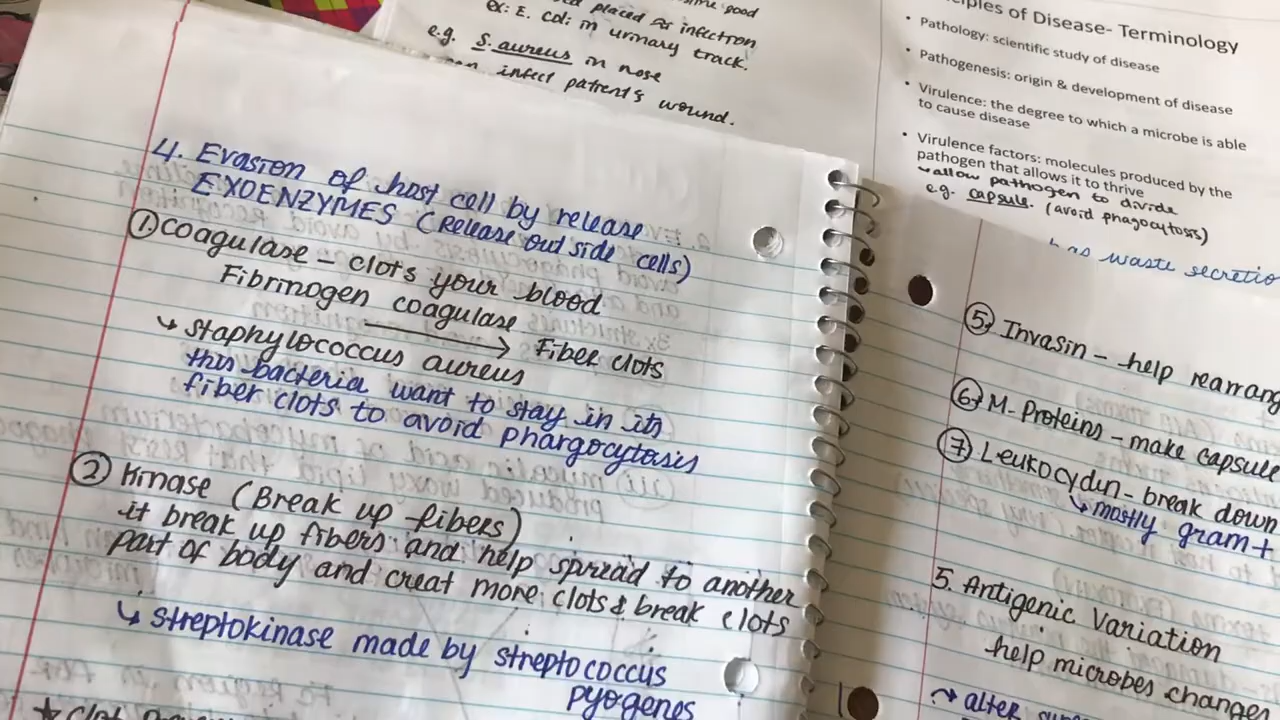 placed for infection
ex: E. coli in urinary track.
e.g. S. aureus in nose
infect patient's wound.
of Disease- Terminology
• Pathology: scientific study of disease
• Pathogenesis: origin & development of disease
• Virulence: the degree to which a microbe is able
to cause disease
• Virulence factors: molecules produced by the
pathogen that allows it to thrive
↳ allow pathogen to divide
e.g. capsule. (avoid phagocytosis)
waste
4. Evasion of host cell by release
EXOENZYMES (Release out side cells)
① Coagulase – clots your blood
Fibrinogen coagulase
⟶ Fiber clots
↳ Staphylococcus aureus
this bacteria want to stay in its
fiber clots to avoid phargocytosis
② Kinase (Break up fibers)
it break up fibers and help spread to another
part of body and creat more clots & break clots
↳ streptokinase made by streptococcus
pyogenes
⑤ Invasin – help
⑥ M-Proteins – make capsule
⑦ Leukocydin – break down
↳ mostly gram +
5. Antigenic Variation
help microbes changes
↝ alter